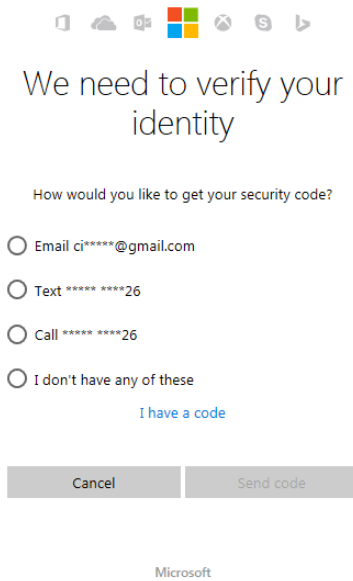 We need to verify your
identity
How would you like to get your security code?
Email ci*****@gmail.com
Text ***** ****26
Call ***** ****26
I don't have any of these
I have a code
Cancel
Send code
Microsoft